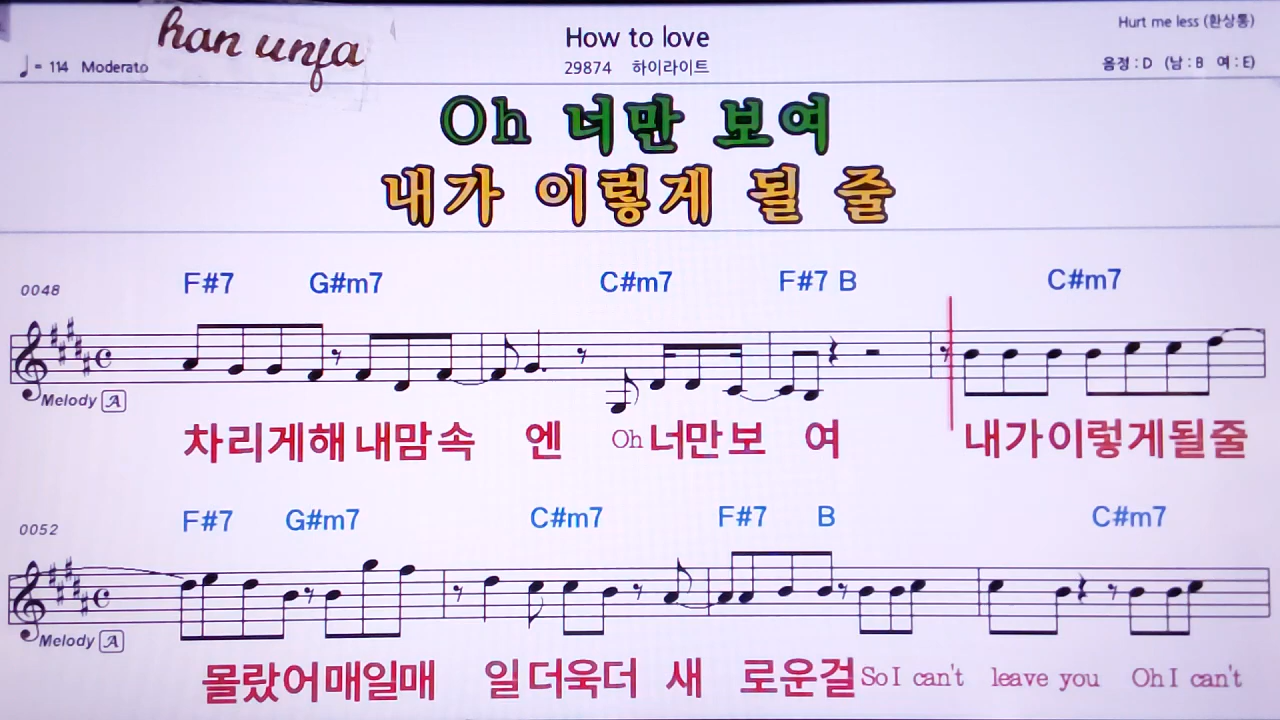 han unja
How to love
Hurt me less (환상통)
♩= 114 Moderato
29874 하이라이트
음정 : D (남 : B 여 : E)
Oh 너만 보여
내가 이렇게 될 줄
0048 F#7 G#m7 C#m7 F#7 B C#m7
Melody A
차리게해 내맘속 엔 Oh 너만보 여 내가이렇게될줄
0052 F#7 G#m7 C#m7 F#7 B C#m7
Melody A
몰랐어매일매 일더욱더 새 로운걸 So I can't leave you Oh I can't